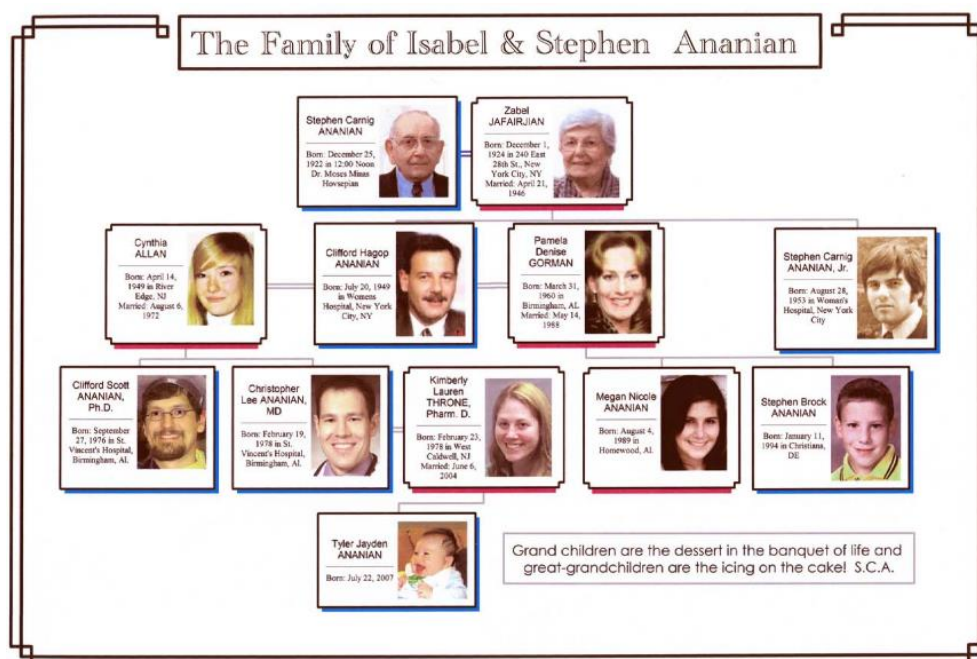 The Family of Isabel & Stephen Ananian
Stephen Carnig
ANANIAN
Born: December 25,
1922 in 12:00 Noon
Dr. Moses Minas
Hovsepian
Zabel
JAFAIRJIAN
Born: December 1,
1924 in 240 East
28th St., New
York City, NY
Married: April 21,
1946
Cynthia
ALLAN
Born: April 14,
1949 in River
Edge, NJ
Married: August 6,
1972
Clifford Hagop
ANANIAN
Born: July 20, 1949
in Womens
Hospital, New York
City, NY
Pamela
Denise
GORMAN
Born: March 31,
1960 in
Birmingham, AL
Married: May 14,
1988
Stephen Carnig
ANANIAN, Jr.
Born: August 28,
1953 in Woman's
Hospital, New York
City
Clifford Scott
ANANIAN,
Ph.D.
Born: September
27, 1976 in St.
Vincent's Hospital,
Birmingham, AL
Christopher
Lee ANANIAN,
MD
Born: February 19,
1978 in St.
Vincent's Hospital,
Birmingham, AL
Kimberly
Lauren
THRONE,
Pharm. D.
Born: February 23,
1978 in West
Caldwell, NJ
Married: June 6,
2004
Megan Nicole
ANANIAN
Born: August 4,
1989 in
Homewood, AL
Stephen Brock
ANANIAN
Born: January 11,
1994 in Christiana,
DE
Tyler Jayden
ANANIAN
Born: July 22, 2007
Grand children are the dessert in the banquet of life and
great-grandchildren are the icing on the cake! S.C.A.